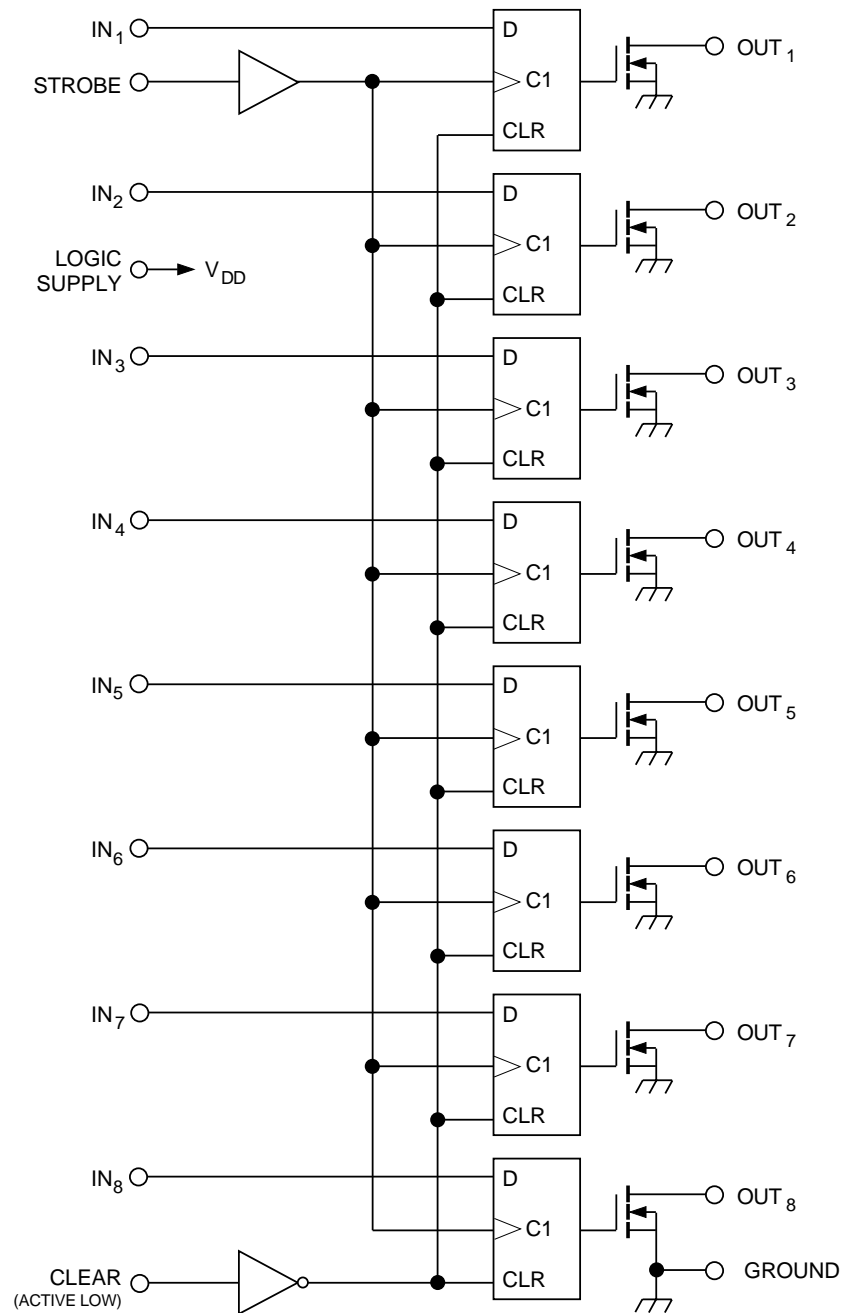 IN1 D OUT1
STROBE C1
CLR
IN2 D OUT2
C1
LOGIC
SUPPLY VDD
CLR
IN3 D OUT3
C1
CLR
IN4 D OUT4
C1
CLR
IN5 D OUT5
C1
CLR
IN6 D OUT6
C1
CLR
IN7 D OUT7
C1
CLR
IN8 D OUT8
C1
CLEAR CLR GROUND
(ACTIVE LOW)